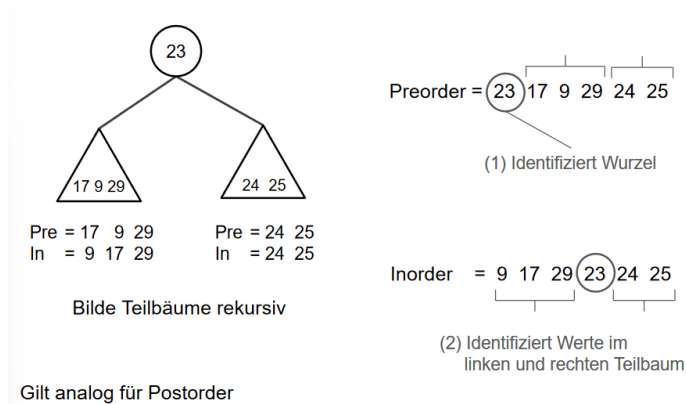 23
17 9 29
24 25
Pre = 17 9 29
In = 9 17 29
Pre = 24 25
In = 24 25
Bilde Teilbäume rekursiv
Gilt analog für Postorder
Preorder = 23 17 9 29 24 25
(1) Identifiziert Wurzel
Inorder = 9 17 29 23 24 25
(2) Identifiziert Werte im
linken und rechten Teilbaum